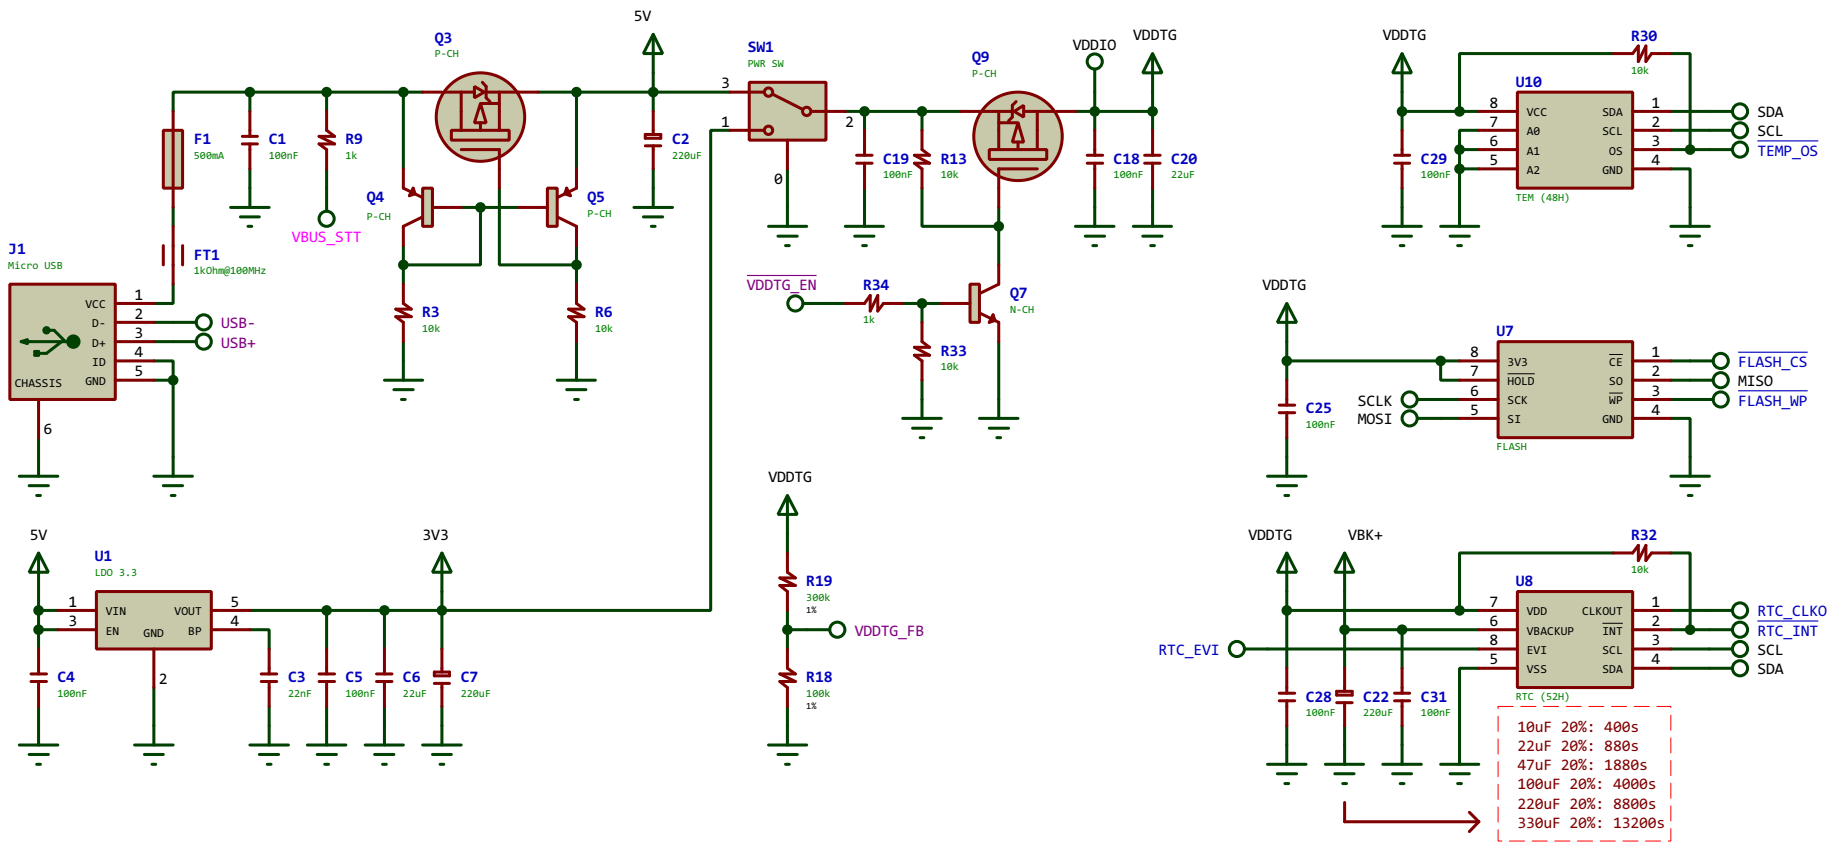 J1
Micro USB
VCC 1
D- 2
D+ 3
ID 4
GND 5
CHASSIS
6
USB-
USB+
F1
500mA
FT1
1kOhm@100MHz
C1
100nF
R9
1k
VBUS_STT
Q3
P-CH
Q4
P-CH
Q5
P-CH
R3
10k
R6
10k
5V
C2
220uF
SW1
PWR SW
3
1
2
0
C19
100nF
R13
10k
Q9
P-CH
VDDIO
VDDTG
C18
100nF
C20
22uF
VDDTG_EN
R34
1k
R33
10k
Q7
N-CH
VDDTG
R30
10k
U10
8 VCC SDA 1 SDA
7 A0 SCL 2 SCL
6 A1 OS 3 TEMP_OS
5 A2 GND 4
TEM (48H)
C29
100nF
VDDTG
U7
8 3V3 CE 1 FLASH_CS
7 HOLD SO 2 MISO
SCLK 6 SCK WP 3 FLASH_WP
MOSI 5 SI GND 4
FLASH
C25
100nF
5V
U1
LDO 3.3
1 VIN VOUT 5
3 EN GND BP 4
2
C4
100nF
C3
22nF
C5
100nF
C6
22uF
C7
220uF
3V3
VDDTG
R19
300k
1%
VDDTG_FB
R18
100k
1%
VDDTG
VBK+
R32
10k
U8
7 VDD CLKOUT 1 RTC_CLKO
6 VBACKUP INT 2 RTC_INT
RTC_EVI 8 EVI SCL 3 SCL
5 VSS SDA 4 SDA
RTC (52H)
C28
100nF
C22
220uF
C31
100nF
10uF 20%: 400s
22uF 20%: 880s
47uF 20%: 1880s
100uF 20%: 4000s
220uF 20%: 8800s
330uF 20%: 13200s